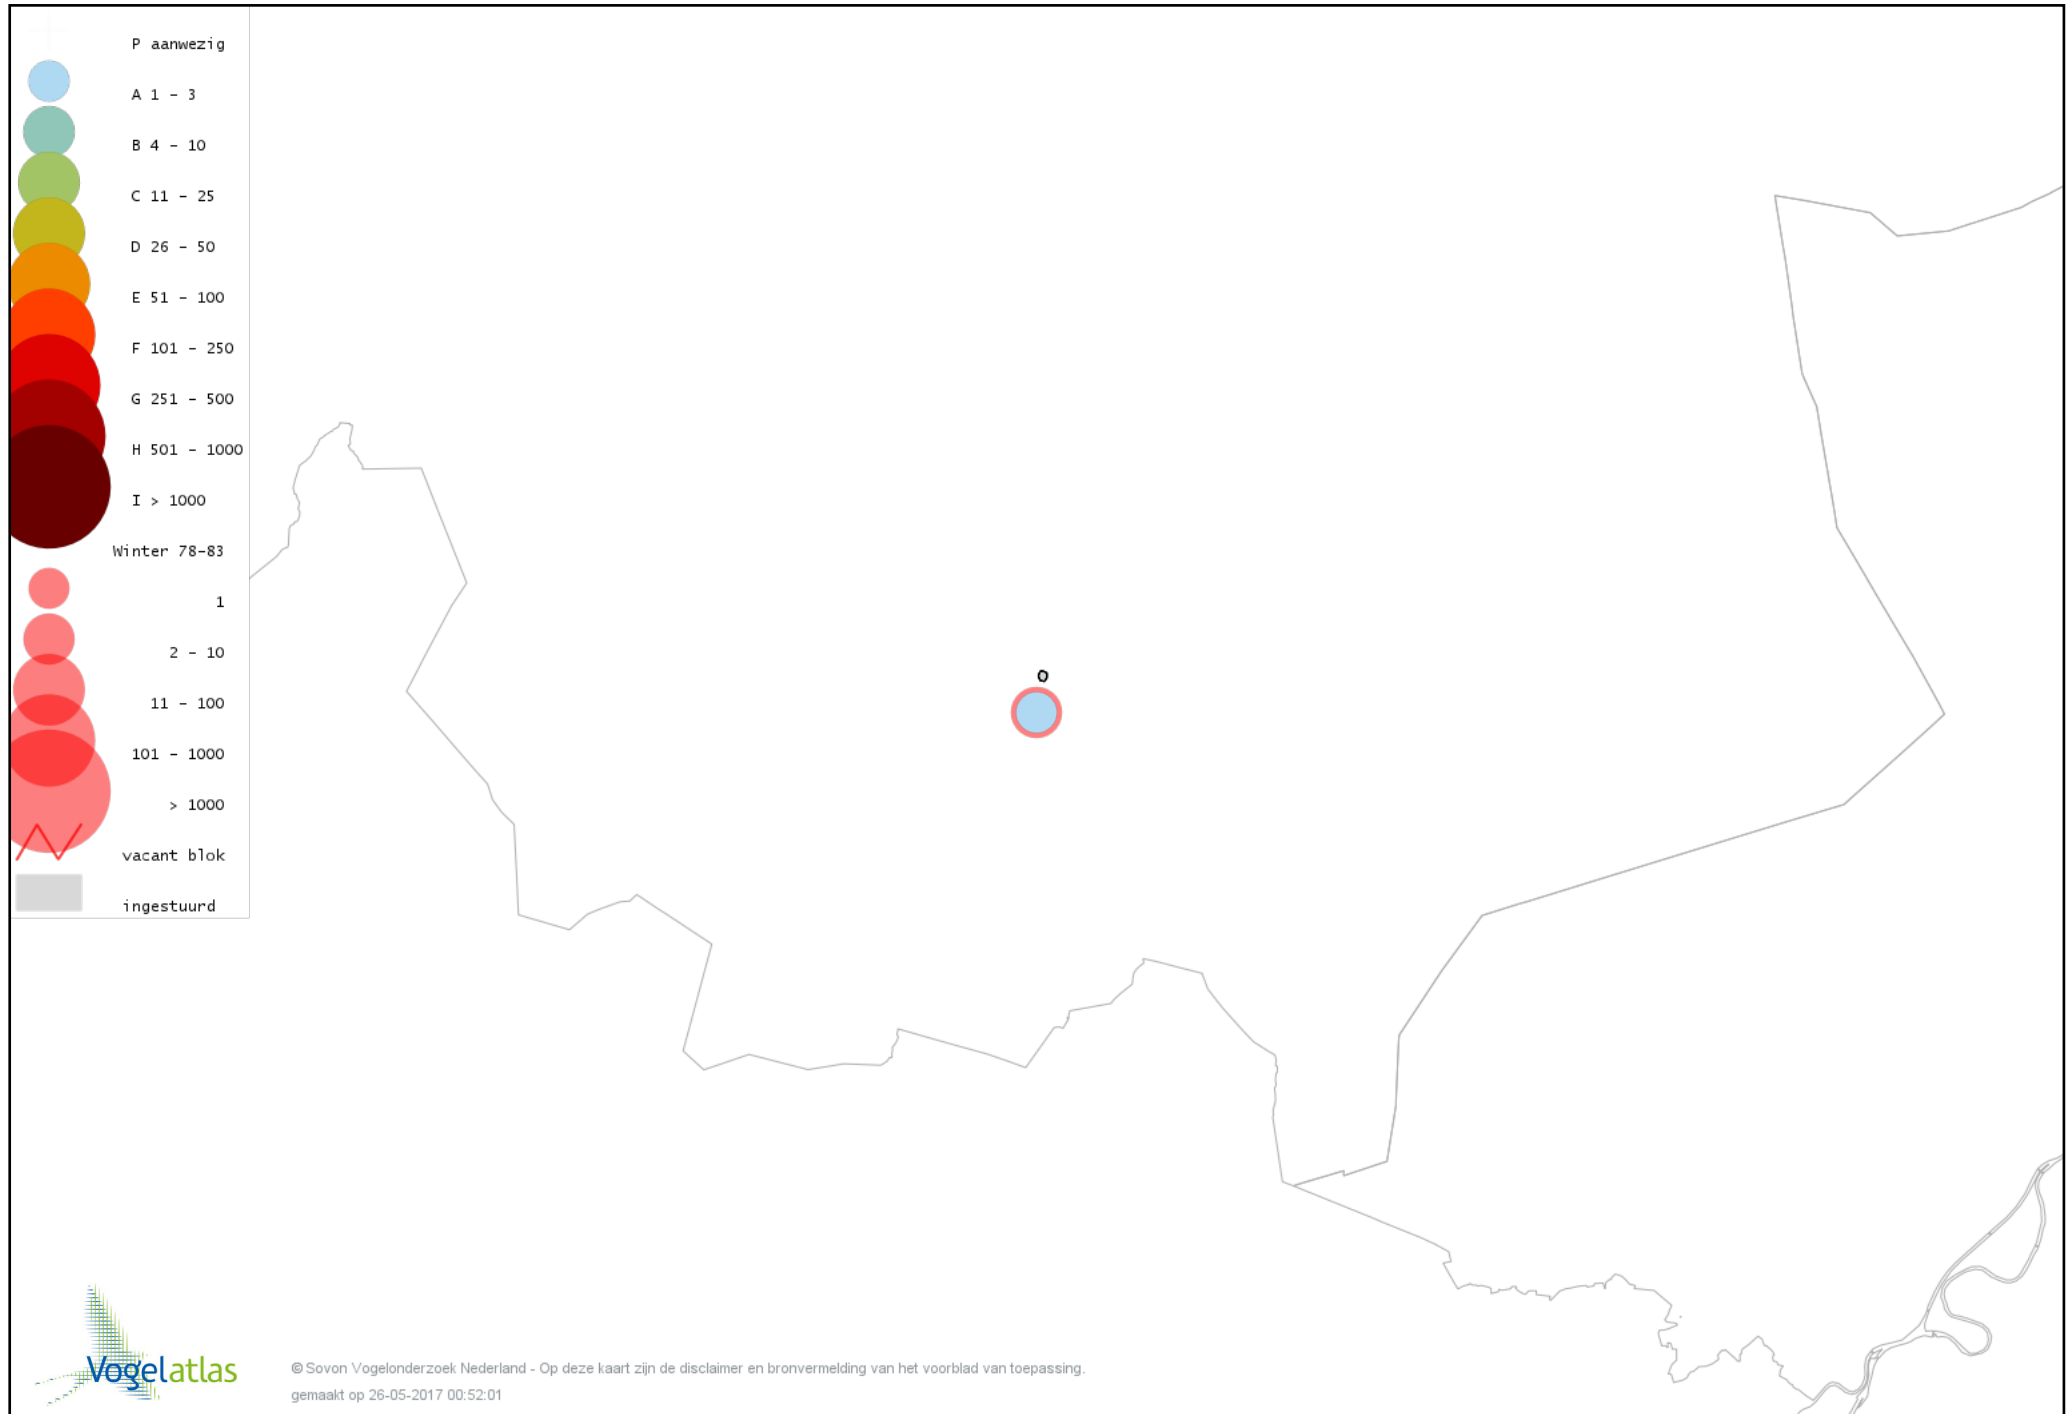 P aanwezig
A 1 - 3
B 4 - 10
C 11 - 25
D 26 - 50
E 51 - 100
F 101 - 250
G 251 - 500
H 501 - 1000
I > 1000
Winter 78-83
1
2 - 10
11 - 100
101 - 1000
> 1000
vacant blok
ingestuurd
0
Vogelatlas
© Sovon Vogelonderzoek Nederland - Op deze kaart zijn de disclaimer en bronvermelding van het voorblad van toepassing.
gemaakt op 26-05-2017 00:52:01